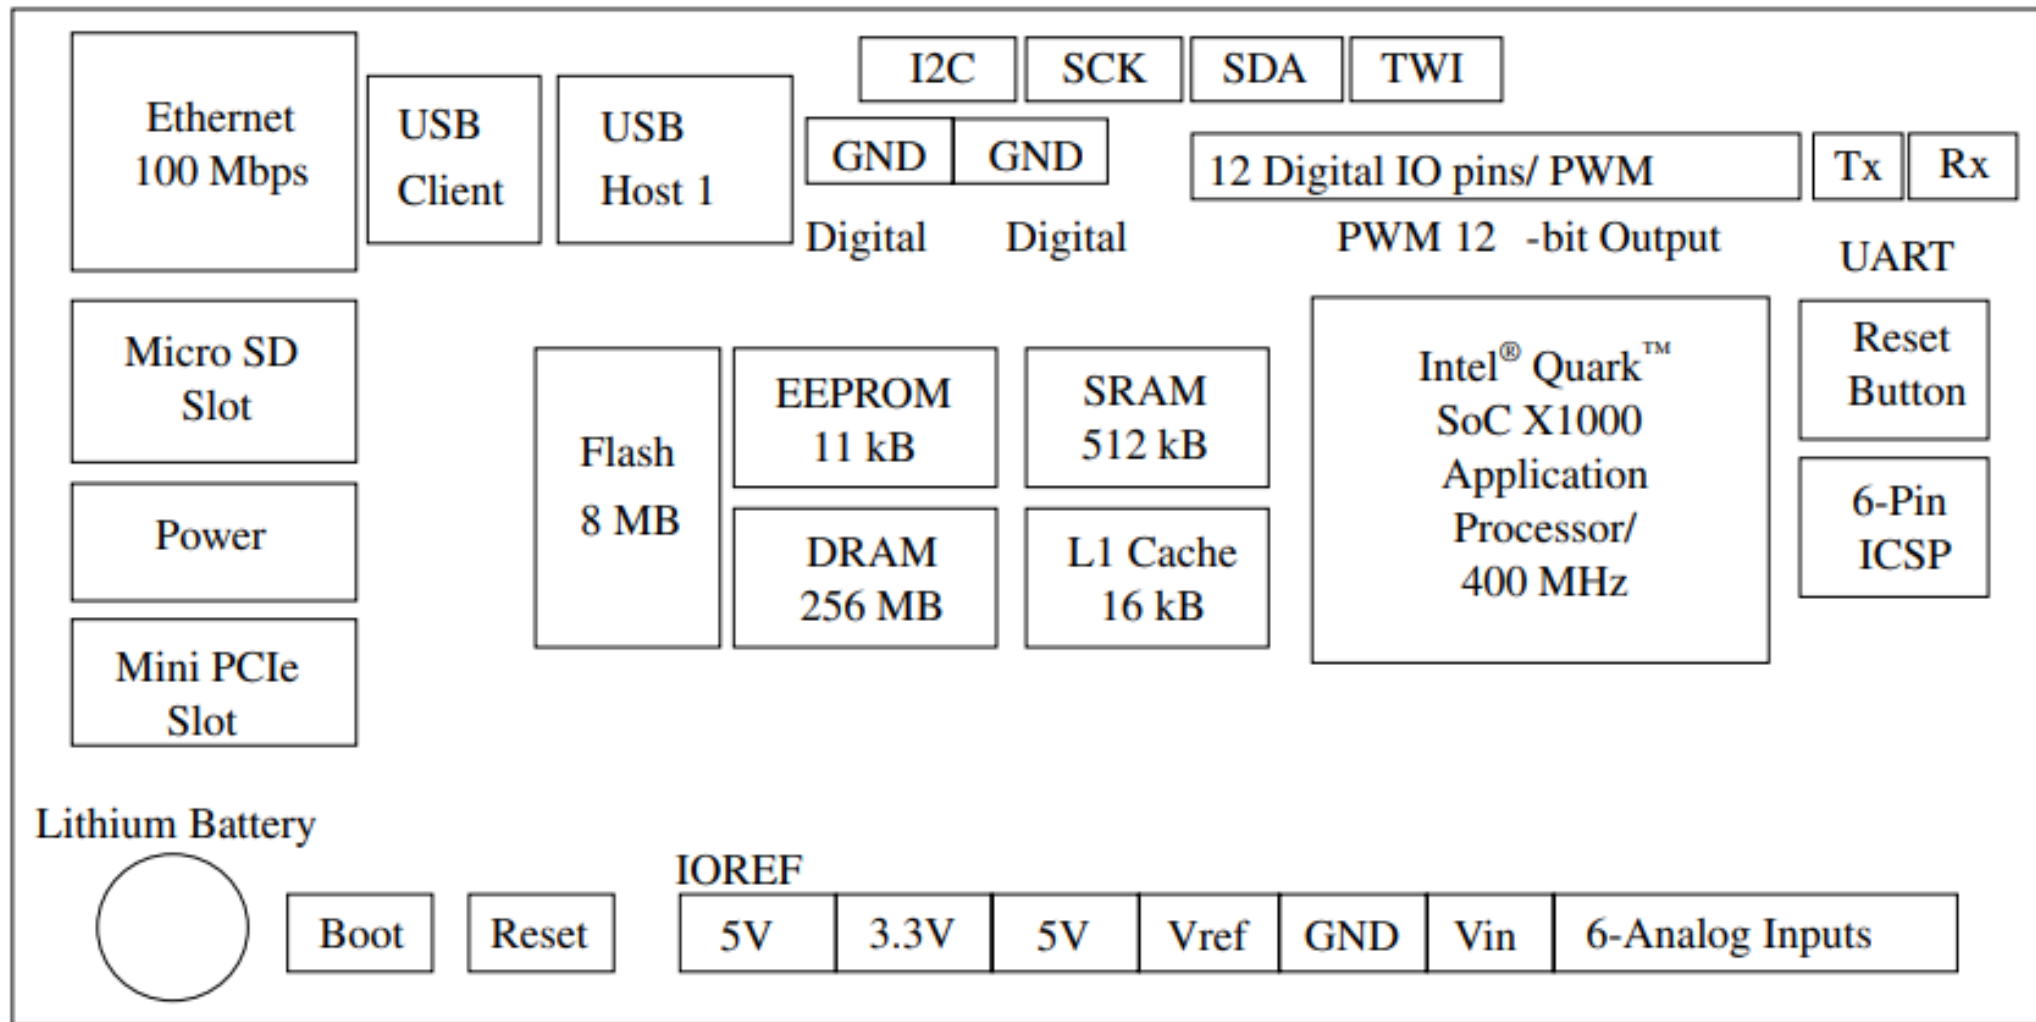 I2C SCK SDA TWI
Ethernet
100 Mbps
USB
Client
USB
Host 1
GND GND
12 Digital IO pins/ PWM
Tx Rx
Digital Digital
PWM 12 -bit Output
UART
Micro SD
Slot
Power
Mini PCIe
Slot
Flash
8 MB
EEPROM
11 kB
SRAM
512 kB
DRAM
256 MB
L1 Cache
16 kB
Intel® Quark™
SoC X1000
Application
Processor/
400 MHz
Reset
Button
6-Pin
ICSP
Lithium Battery
Boot Reset
IOREF
5V 3.3V 5V Vref GND Vin 6-Analog Inputs